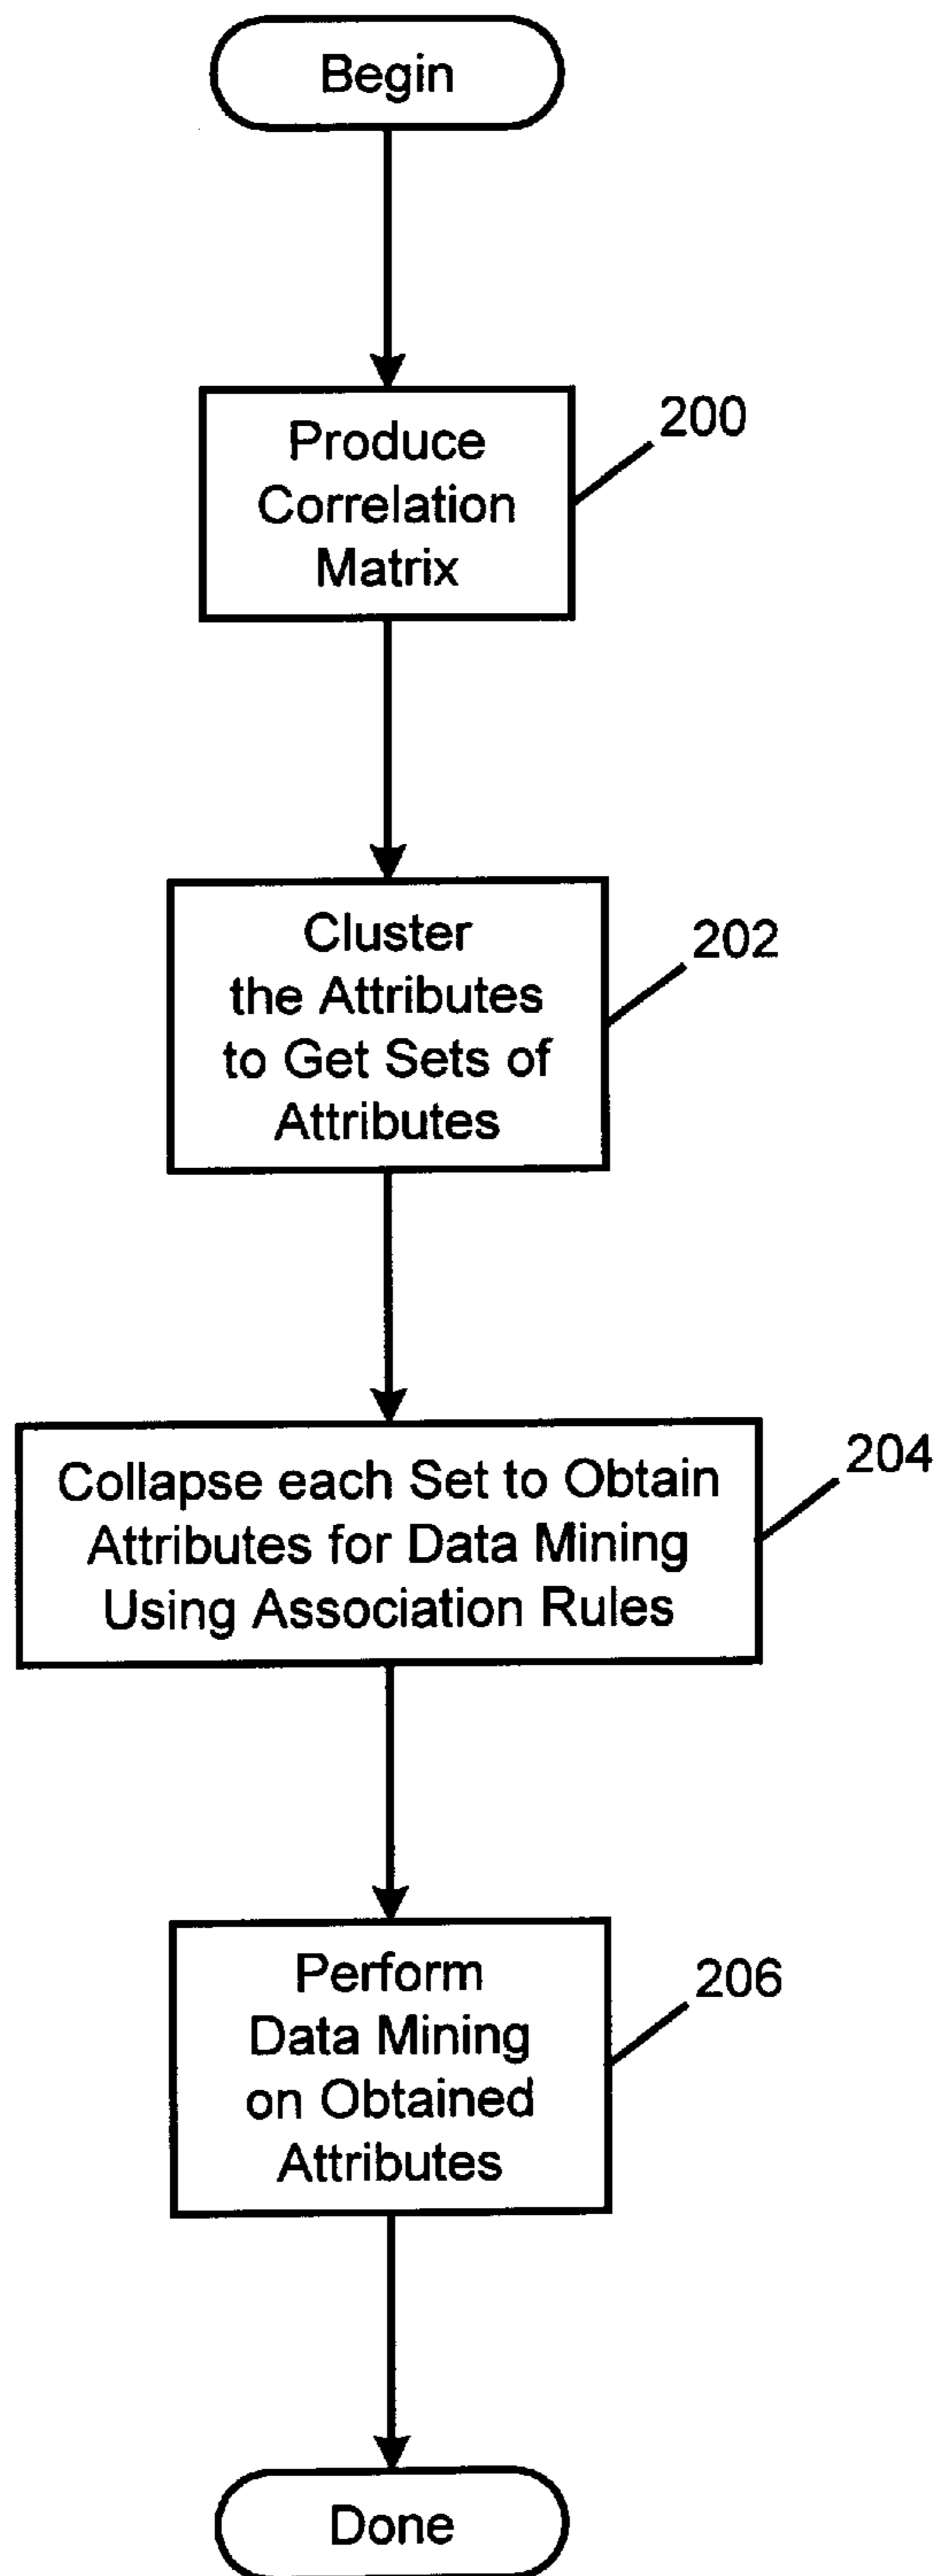 Begin
Produce
Correlation
Matrix
200
Cluster
the Attributes
to Get Sets of
Attributes
202
Collapse each Set to Obtain
Attributes for Data Mining
Using Association Rules
204
Perform
Data Mining
on Obtained
Attributes
206
Done